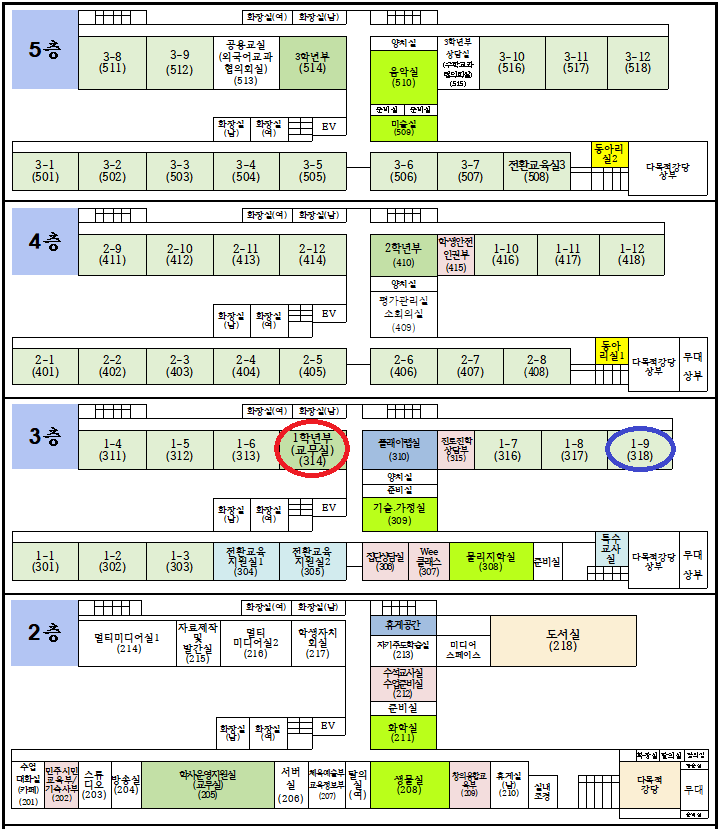 5층
화장실(여) 화장실(남)
3-8
(511)
3-9
(512)
공용교실
(외국어교과
협의회실)
(513)
3학년부
(514)
양치실
음악실
(510)
준비실 준비실
미술실
(509)
3학년부
상담실
(수학교과
협의회실)
(515)
3-10
(516)
3-11
(517)
3-12
(518)
화장실
(남)
화장실
(여)
EV
3-1
(501)
3-2
(502)
3-3
(503)
3-4
(504)
3-5
(505)
3-6
(506)
3-7
(507)
전환교육실3
(508)
동아리
실2
다목적강당
상부
4층
화장실(여) 화장실(남)
2-9
(411)
2-10
(412)
2-11
(413)
2-12
(414)
2학년부
(410)
학생안전
인권부
(415)
1-10
(416)
1-11
(417)
1-12
(418)
양치실
평가관리실
소회의실
(409)
화장실
(남)
화장실
(여)
EV
2-1
(401)
2-2
(402)
2-3
(403)
2-4
(404)
2-5
(405)
2-6
(406)
2-7
(407)
2-8
(408)
동아
리실1
다목적강당
상부
무대
상부
3층
화장실(여) 화장실(남)
1-4
(311)
1-5
(312)
1-6
(313)
1학년부
(교무실)
(314)
플래이랩실
(310)
진로진학
상담부
(315)
1-7
(316)
1-8
(317)
1-9
(318)
양치실
준비실
기술.가정실
(309)
화장실
(남)
화장실
(여)
EV
1-1
(301)
1-2
(302)
1-3
(303)
전환교육
지원실1
(304)
전환교육
지원실2
(305)
집단상담실
(306)
Wee
클래스
(307)
물리지학실
(308)
준비실
특수
교사
실
다목적강당
상부
무대
상부
2층
화장실(여) 화장실(남)
멀티미디어실1
(214)
자료제작
및
발간실
(215)
멀티
미디어실2
(216)
학생자치
회실
(217)
휴게공간
자기주도학습실
(213)
미디어
스페이스
도서실
(218)
수석교사실
수업준비실
(212)
준비실
화학실
(211)
화장실
(남)
화장실
(여)
EV
수업
대화실
(카페)
(201)
민주시민
교육부/
기숙사부
(202)
스튜
디오
(203)
방송실
(204)
학사운영지원실
(교무실)
(205)
서버
실
(206)
체육예술부
교육정보부
(207)
탈의
실
(여)
생물실
(208)
창의융합교
육부
(209)
휴게실
(남)
(210)
실내
조경
화장실 탈의실
다목적
강당
무대